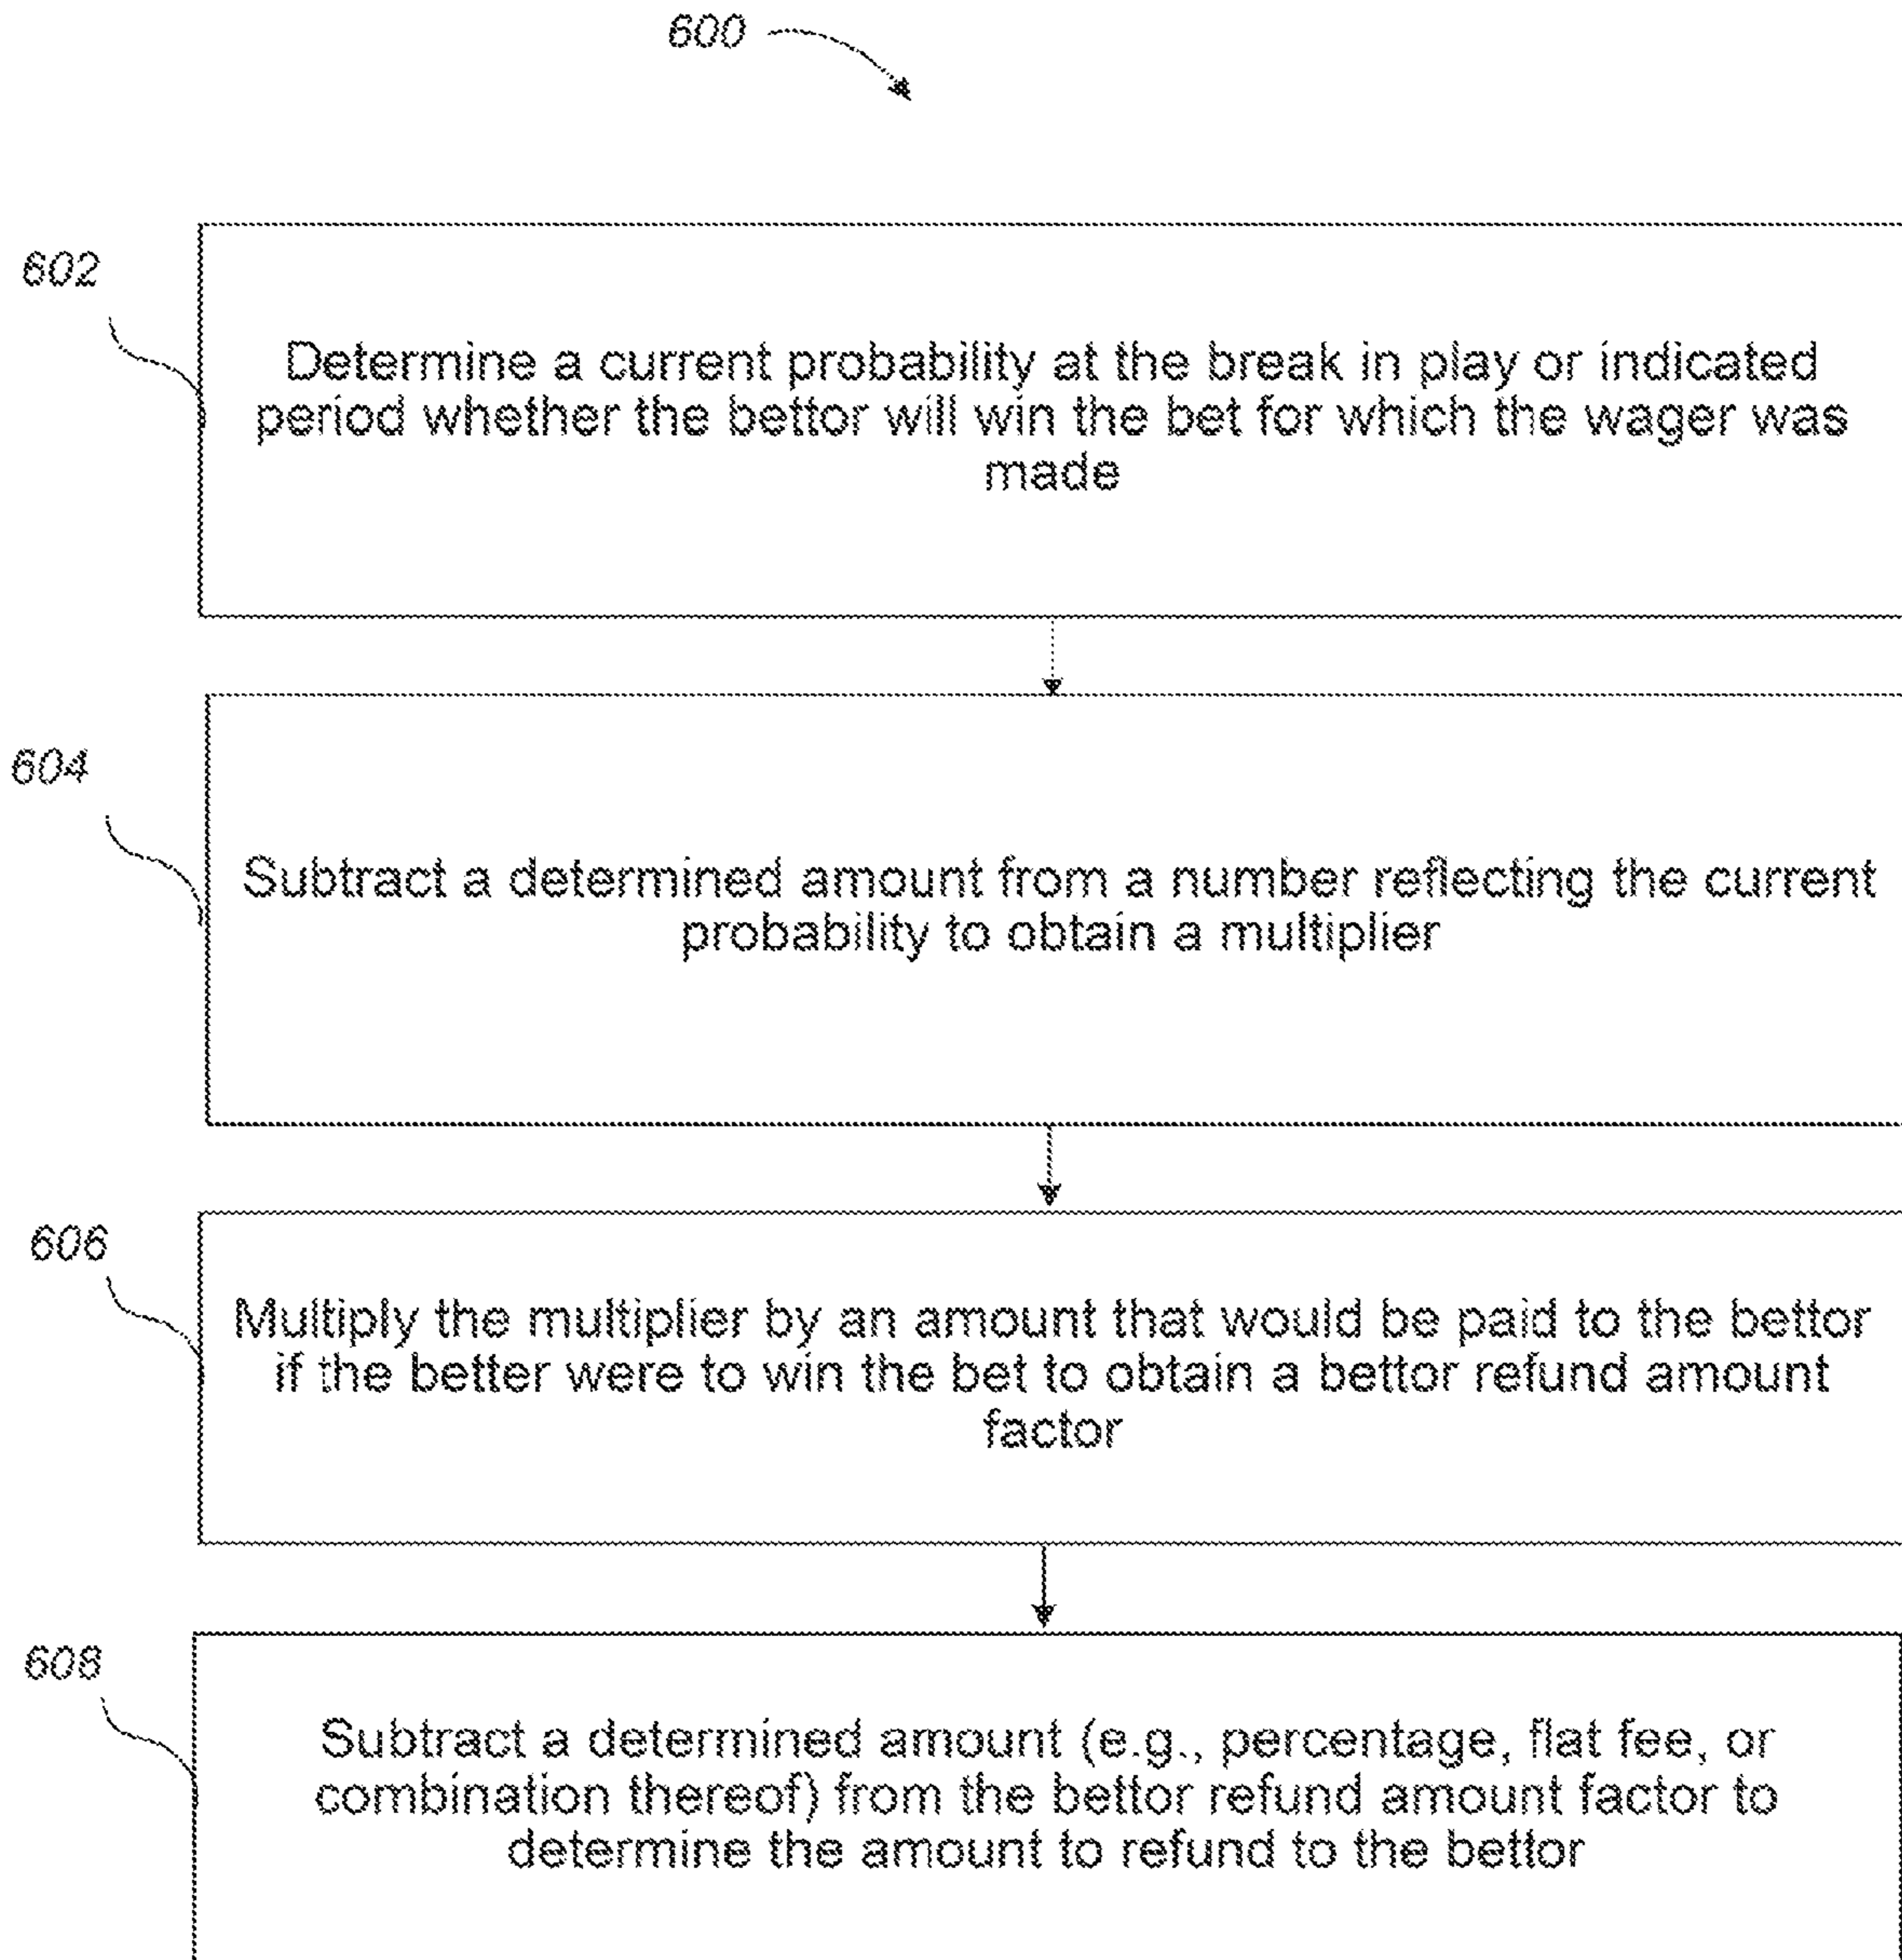 600
602
Determine a current probability at the break in play or indicated
period whether the bettor will win the bet for which the wager was
made
604
Subtract a determined amount from a number reflecting the current
probability to obtain a multiplier
606
Multiply the multiplier by an amount that would be paid to the bettor
if the better were to win the bet to obtain a bettor refund amount
factor
608
Subtract a determined amount (e.g., percentage, flat fee, or
combination thereof) from the bettor refund amount factor to
determine the amount to refund to the bettor